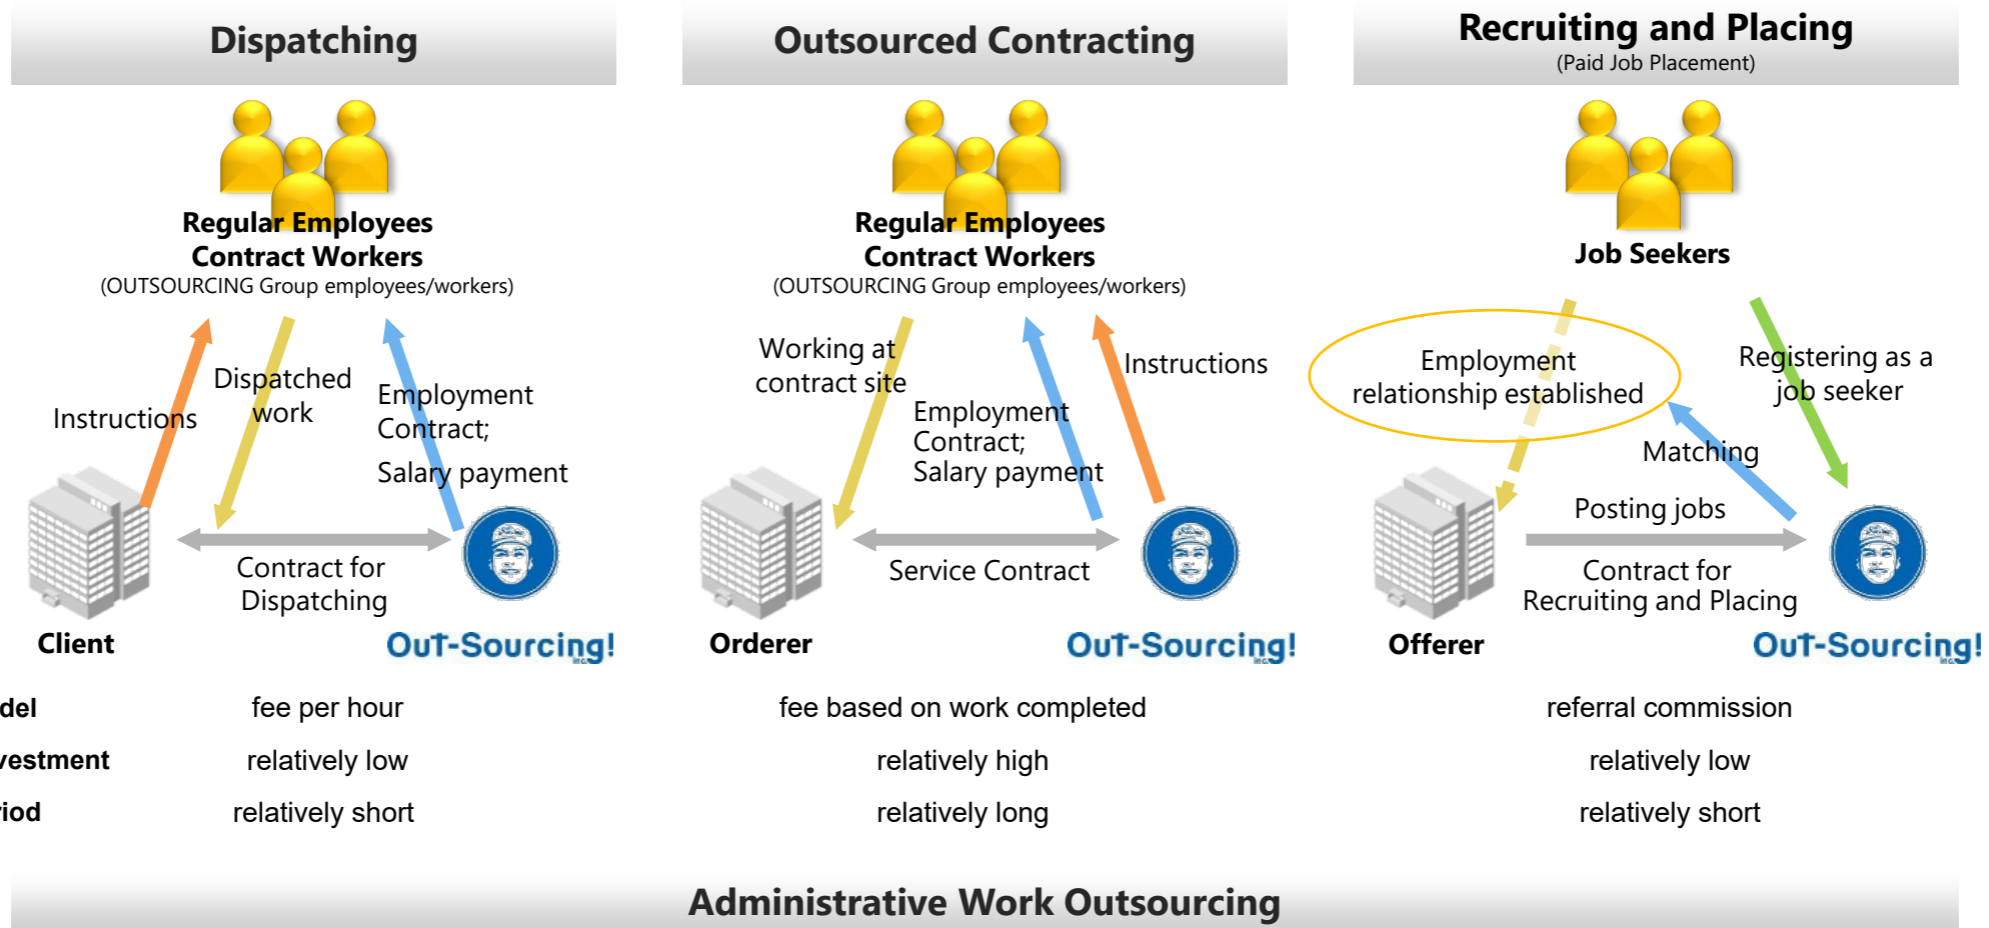 Dispatching
Regular Employees
Contract Workers
(OUTSOURCING Group employees/workers)
Instructions
Dispatched
work
Employment
Contract;
Salary payment
Contract for
Dispatching
Client
OuT-Sourcing!
inc.
Outsourced Contracting
Regular Employees
Contract Workers
(OUTSOURCING Group employees/workers)
Working at
contract site
Instructions
Employment
Contract;
Salary payment
Service Contract
Orderer
OuT-Sourcing!
inc.
Recruiting and Placing
(Paid Job Placement)
Job Seekers
Employment
relationship established
Registering as a
job seeker
Matching
Posting jobs
Contract for
Recruiting and Placing
Offerer
OuT-Sourcing!
inc.
del fee per hour fee based on work completed referral commission
vestment relatively low relatively high relatively low
riod relatively short relatively long relatively short
Administrative Work Outsourcing